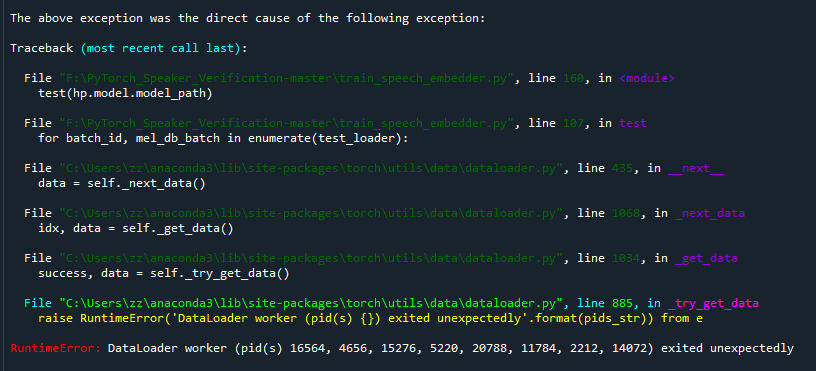 The above exception was the direct cause of the following exception:
Traceback (most recent call last):
File "F:\PyTorch_Speaker_Verification-master\train_speech_embedder.py", line 160, in <module>
test(hp.model.model_path)
File "F:\PyTorch_Speaker_Verification-master\train_speech_embedder.py", line 107, in test
for batch_id, mel_db_batch in enumerate(test_loader):
File "C:\Users\zz\anaconda3\lib\site-packages\torch\utils\data\dataloader.py", line 435, in __next__
data = self._next_data()
File "C:\Users\zz\anaconda3\lib\site-packages\torch\utils\data\dataloader.py", line 1068, in _next_data
idx, data = self._get_data()
File "C:\Users\zz\anaconda3\lib\site-packages\torch\utils\data\dataloader.py", line 1034, in _get_data
success, data = self._try_get_data()
File "C:\Users\zz\anaconda3\lib\site-packages\torch\utils\data\dataloader.py", line 885, in _try_get_data
raise RuntimeError('DataLoader worker (pid(s) {}) exited unexpectedly'.format(pids_str)) from e
RuntimeError: DataLoader worker (pid(s) 16564, 4656, 15276, 5220, 20788, 11784, 2212, 14072) exited unexpectedly